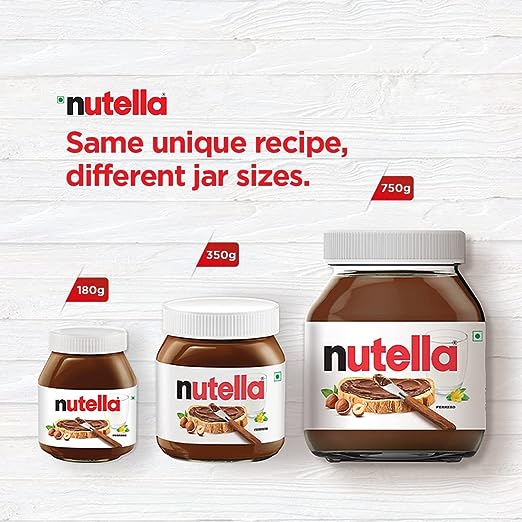 nutella
Same unique recipe,
different jar sizes.
750g
350g
180g
nutella
FERRERO
nutella
FERRERO
nutella
FERRERO